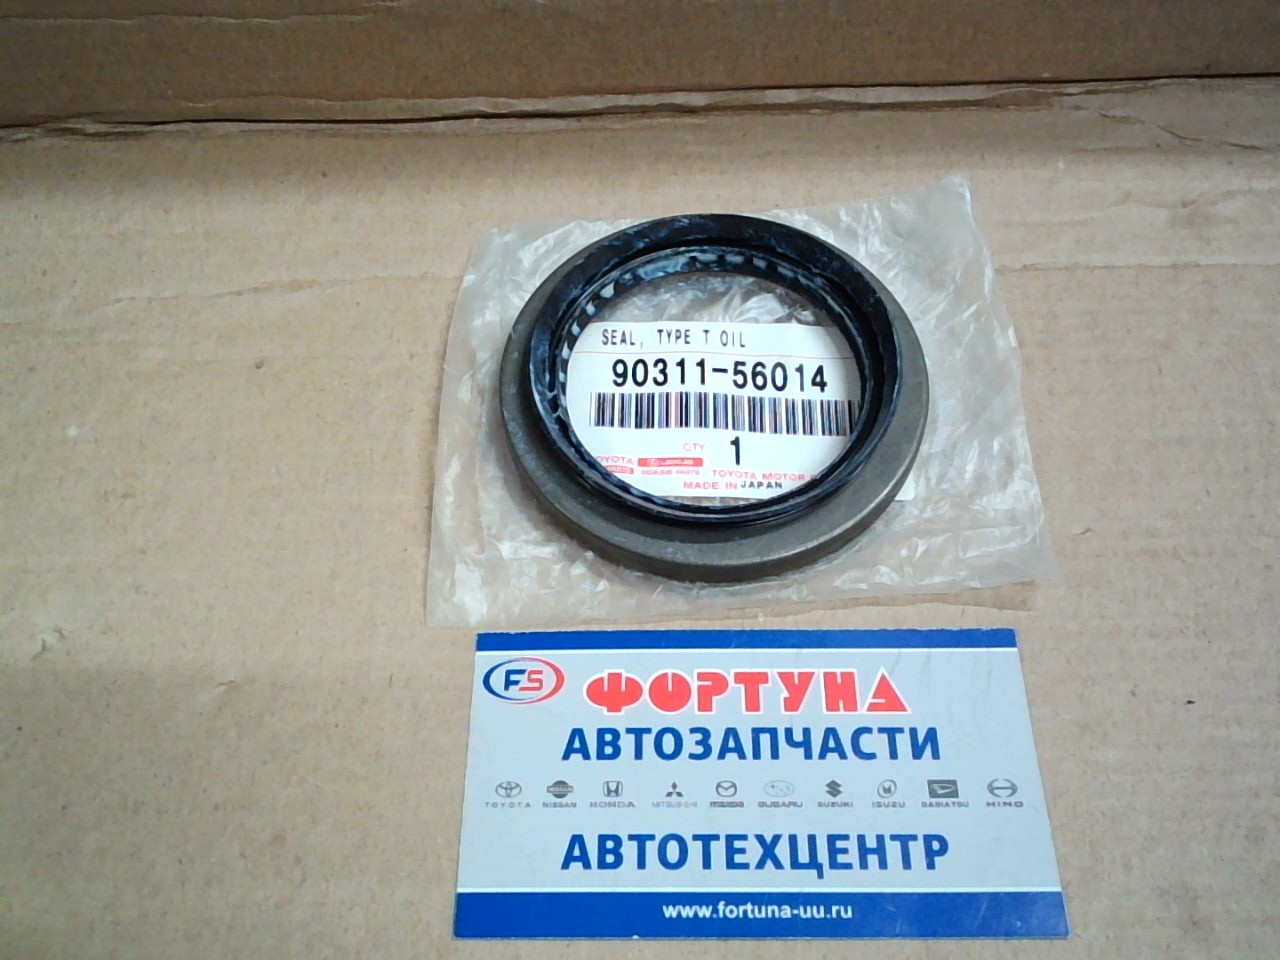 SEAL, TYPE T OIL
90311-56014
QTY 1
TOYOTA MOTOR
MADE IN JAPAN
FS ФОРТУНА
АВТОЗАПЧАСТИ
TOYOTA NISSAN HONDA MITSUBISHI mazda SUBARU SUZUKI ISUZU DAIHATSU HINO
АВТОТЕХЦЕНТР
www.fortuna-uu.ru